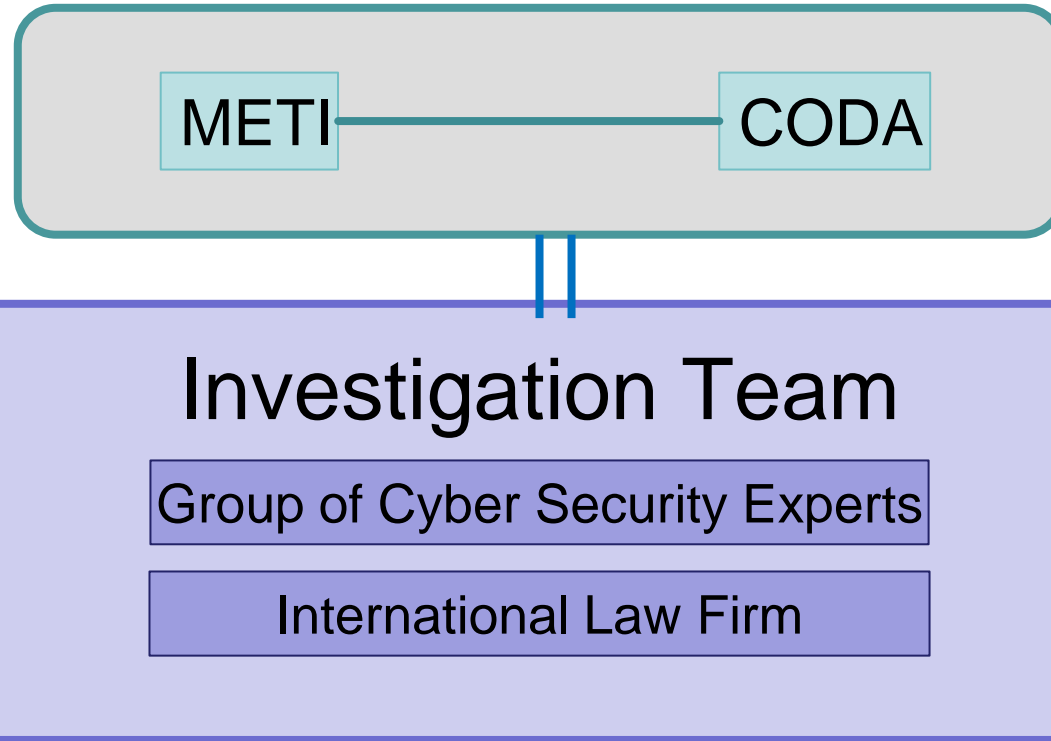 METI CODA
Investigation Team
Group of Cyber Security Experts
International Law Firm